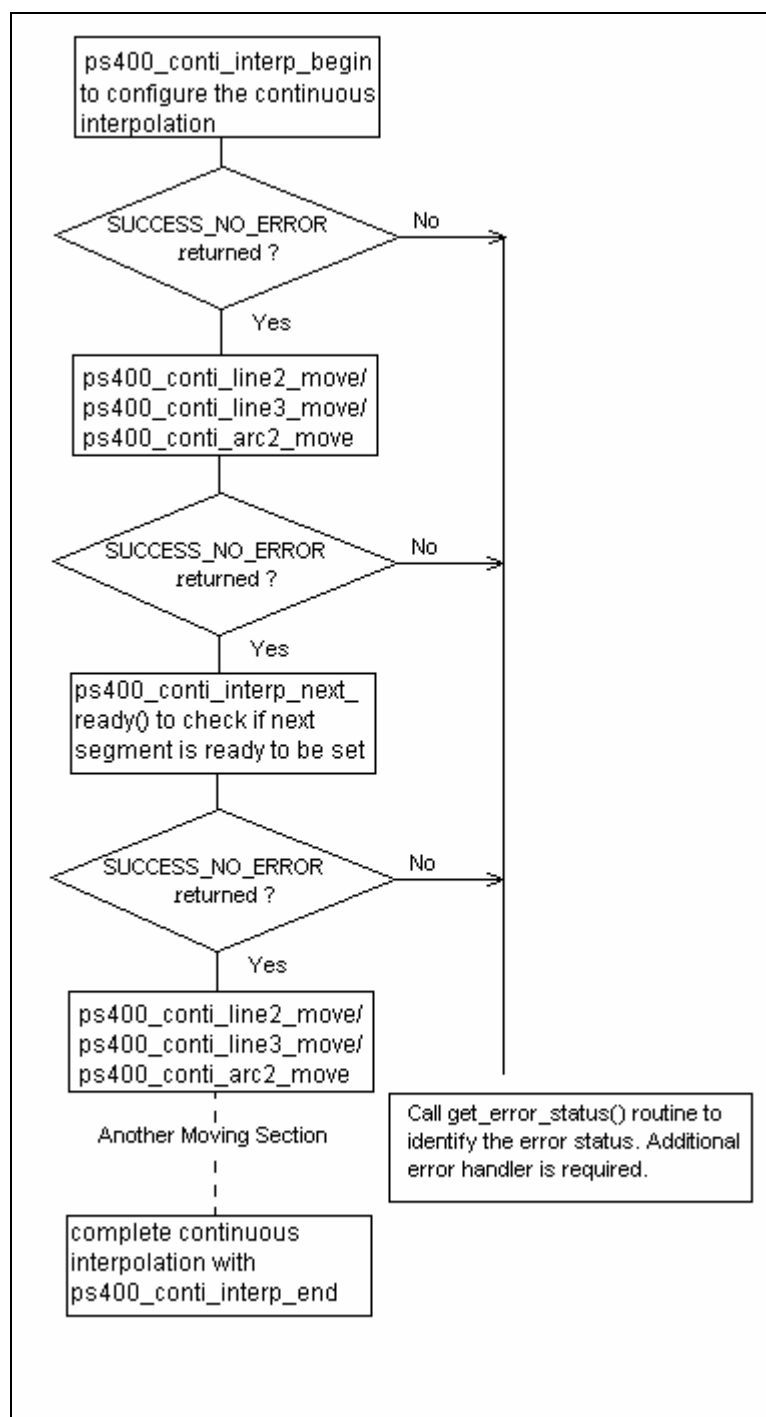 ps400_conti_interp_begin
to configure the continuous
interpolation
SUCCESS_NO_ERROR
returned ?
No
Yes
ps400_conti_line2_move/
ps400_conti_line3_move/
ps400_conti_arc2_move
SUCCESS_NO_ERROR
returned ?
No
Yes
ps400_conti_interp_next_
ready() to check if next
segment is ready to be set
SUCCESS_NO_ERROR
returned ?
No
Yes
ps400_conti_line2_move/
ps400_conti_line3_move/
ps400_conti_arc2_move
Call get_error_status() routine to
identify the error status. Additional
error handler is required.
Another Moving Section
complete continuous
interpolation with
ps400_conti_interp_end